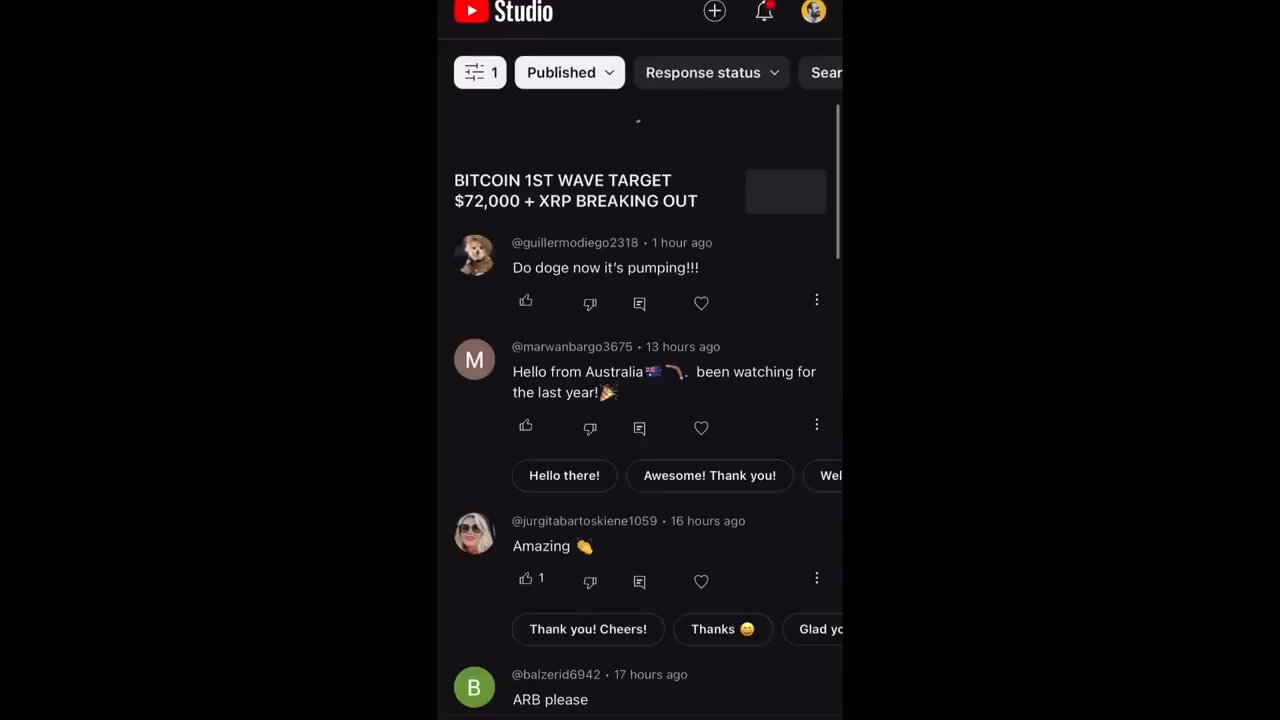 Studio
1 Published Response status Sear
BITCOIN 1ST WAVE TARGET
$72,000 + XRP BREAKING OUT
@guillermodiego2318 • 1 hour ago
Do doge now it's pumping!!!
@marwanbargo3675 • 13 hours ago
M
Hello from Australia🇦🇺🪃. been watching for
the last year!🎉
Hello there! Awesome! Thank you! Wel
@jurgitabartoskiene1059 • 16 hours ago
Amazing 👏
1
Thank you! Cheers! Thanks 😄 Glad yo
@balzerid6942 • 17 hours ago
B
ARB please